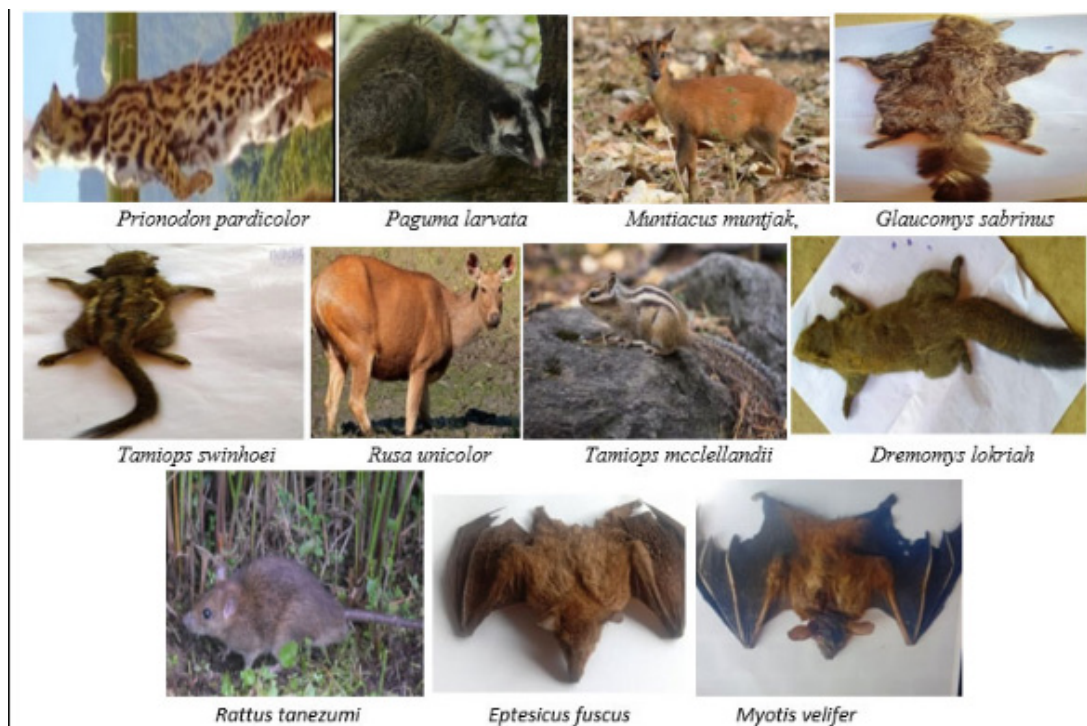 Prionodon pardicolor
Paguma larvata
Muntiacus muntjak,
Glaucomys sabrinus
Tamiops swinhoei
Rusa unicolor
Tamiops mcclellandii
Dremomys lokriah
Rattus tanezumi
Eptesicus fuscus
Myotis velifer